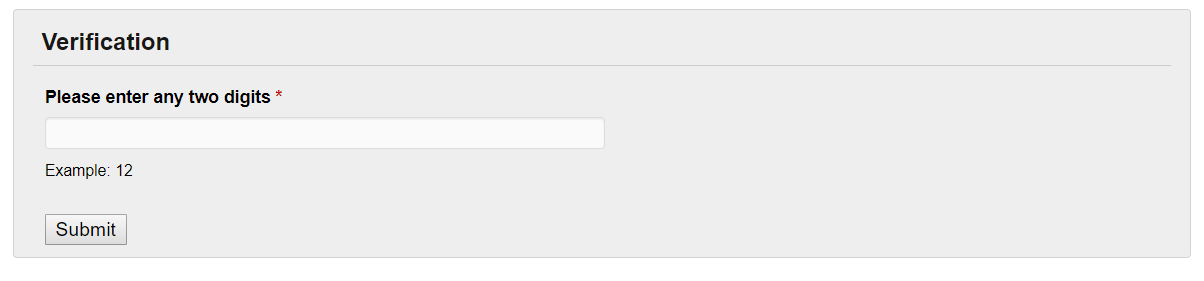 Verification
Please enter any two digits *
Example: 12
Submit